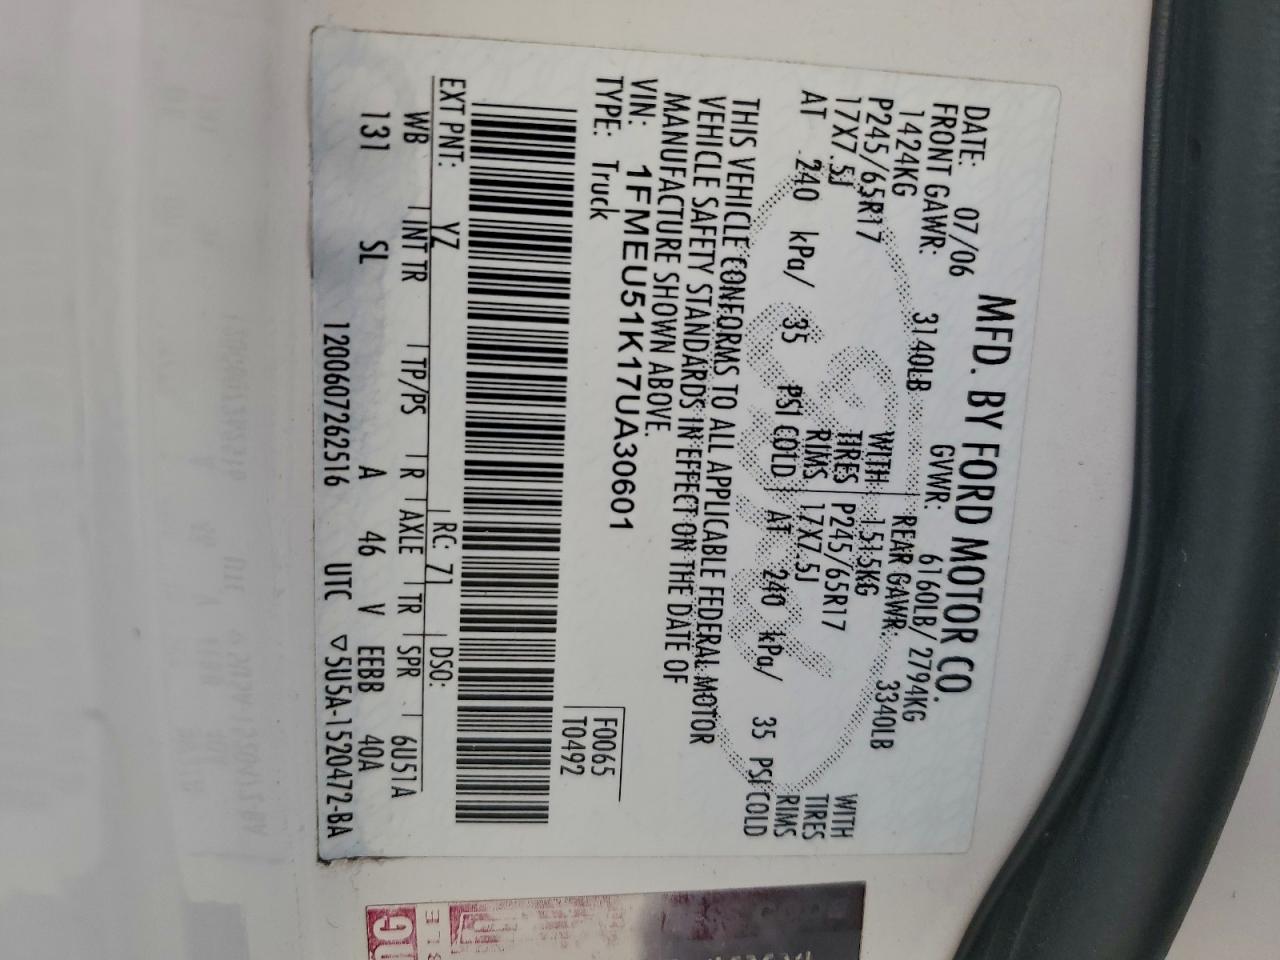 MFD. BY FORD MOTOR CO.
DATE: 07/06 GVWR: 6160LB/ 2794KG
FRONT GAWR: 3140LB REAR GAWR: 3340LB
1424KG WITH 1515KG WITH
P245/65R17 TIRES P245/65R17 TIRES
17X7.5J RIMS 17X7.5J RIMS
AT 240 kPa/ 35 PSI COLD AT 240 kPa/ 35 PSI COLD
THIS VEHICLE CONFORMS TO ALL APPLICABLE FEDERAL MOTOR
VEHICLE SAFETY STANDARDS IN EFFECT ON THE DATE OF
MANUFACTURE SHOWN ABOVE.
VIN: 1FMEU51K17UA30601
TYPE: Truck
F0065
T0492
EXT PNT: YZ RC: 71 DSO:
WB INT TR TP/PS R AXLE TR SPR 6U51A
131 SL A 46 V EEBB 40A
1200607262516 UTC ▽5U5A-1520472-BA